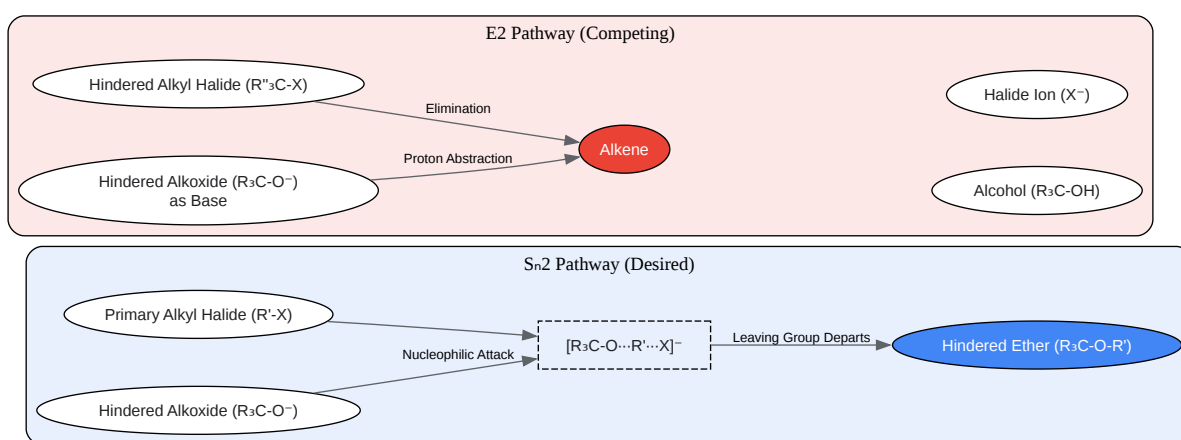 E2 Pathway (Competing)
Hindered Alkyl Halide (R"₃C-X)
Elimination
Halide Ion (X⁻)
Alkene
Proton Abstraction
Hindered Alkoxide (R₃C-O⁻)
as Base
Alcohol (R₃C-OH)
Sₙ2 Pathway (Desired)
Primary Alkyl Halide (R'-X)
Nucleophilic Attack
[R₃C-O···R'···X]⁻
Leaving Group Departs
Hindered Ether (R₃C-O-R')
Hindered Alkoxide (R₃C-O⁻)